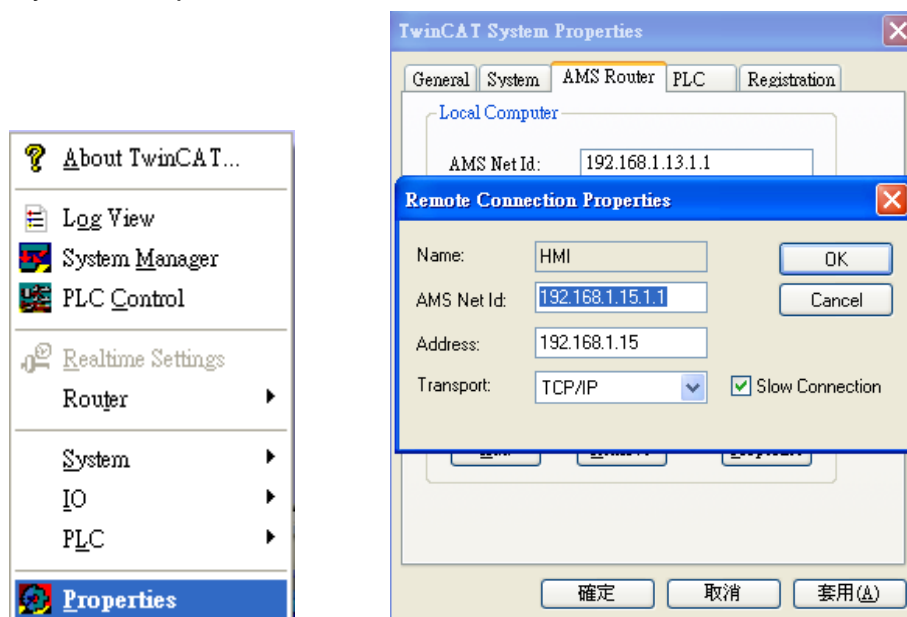 About TwinCAT...
Log View
System Manager
PLC Control
Realtime Settings
Router
System
IO
PLC
Properties
TwinCAT System Properties
General System AMS Router PLC Registration
Local Computer
AMS Net Id: 192.168.1.13.1.1
Remote Connection Properties
Name: HMI OK
AMS Net Id: 192.168.1.15.1.1 Cancel
Address: 192.168.1.15
Transport: TCP/IP Slow Connection
確定 取消 套用(A)